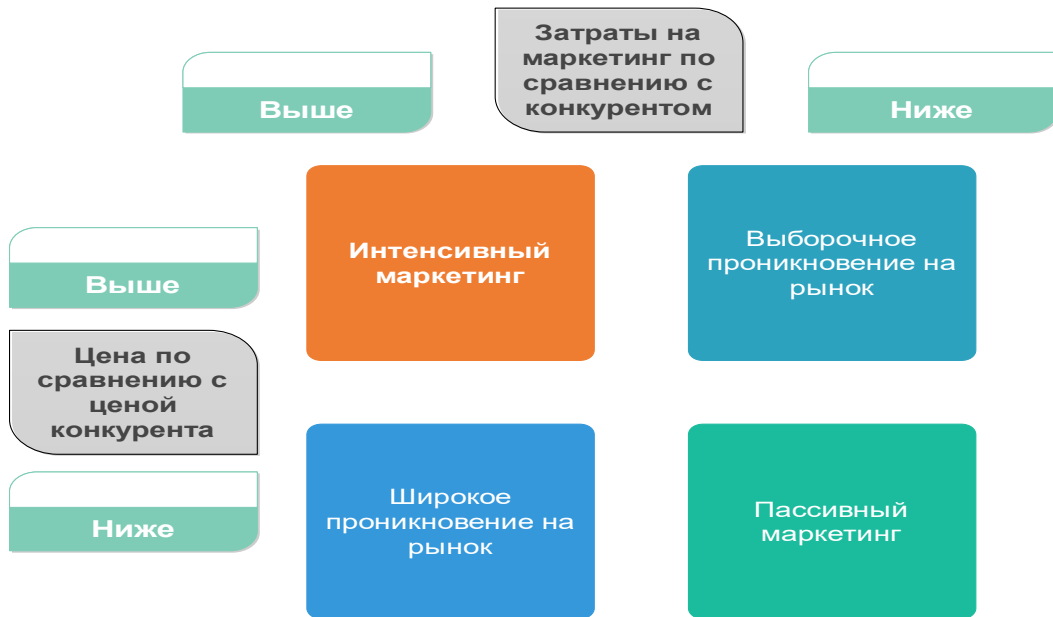 Затраты на
маркетинг по
сравнению с
конкурентом
Выше
Ниже
Интенсивный
маркетинг
Выборочное
проникновение на
рынок
Выше
Цена по
сравнению с
ценой
конкурента
Ниже
Широкое
проникновение на
рынок
Пассивный
маркетинг